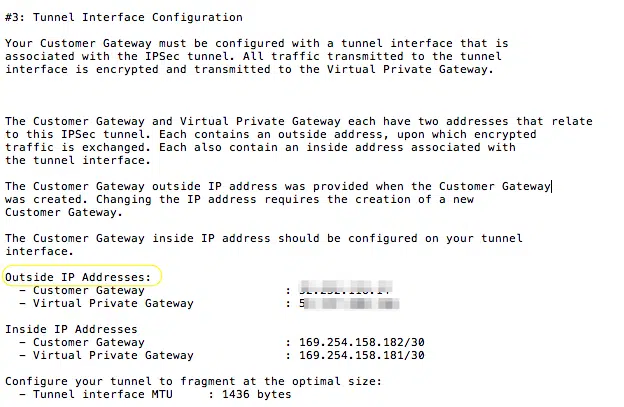 #3: Tunnel Interface Configuration
Your Customer Gateway must be configured with a tunnel interface that is
associated with the IPSec tunnel. All traffic transmitted to the tunnel
interface is encrypted and transmitted to the Virtual Private Gateway.
The Customer Gateway and Virtual Private Gateway each have two addresses that relate
to this IPSec tunnel. Each contains an outside address, upon which encrypted
traffic is exchanged. Each also contain an inside address associated with
the tunnel interface.
The Customer Gateway outside IP address was provided when the Customer Gateway
was created. Changing the IP address requires the creation of a new
Customer Gateway.
The Customer Gateway inside IP address should be configured on your tunnel
interface.
Outside IP Addresses:
- Customer Gateway :
- Virtual Private Gateway :
Inside IP Addresses
- Customer Gateway : 169.254.158.182/30
- Virtual Private Gateway : 169.254.158.181/30
Configure your tunnel to fragment at the optimal size:
- Tunnel interface MTU : 1436 bytes